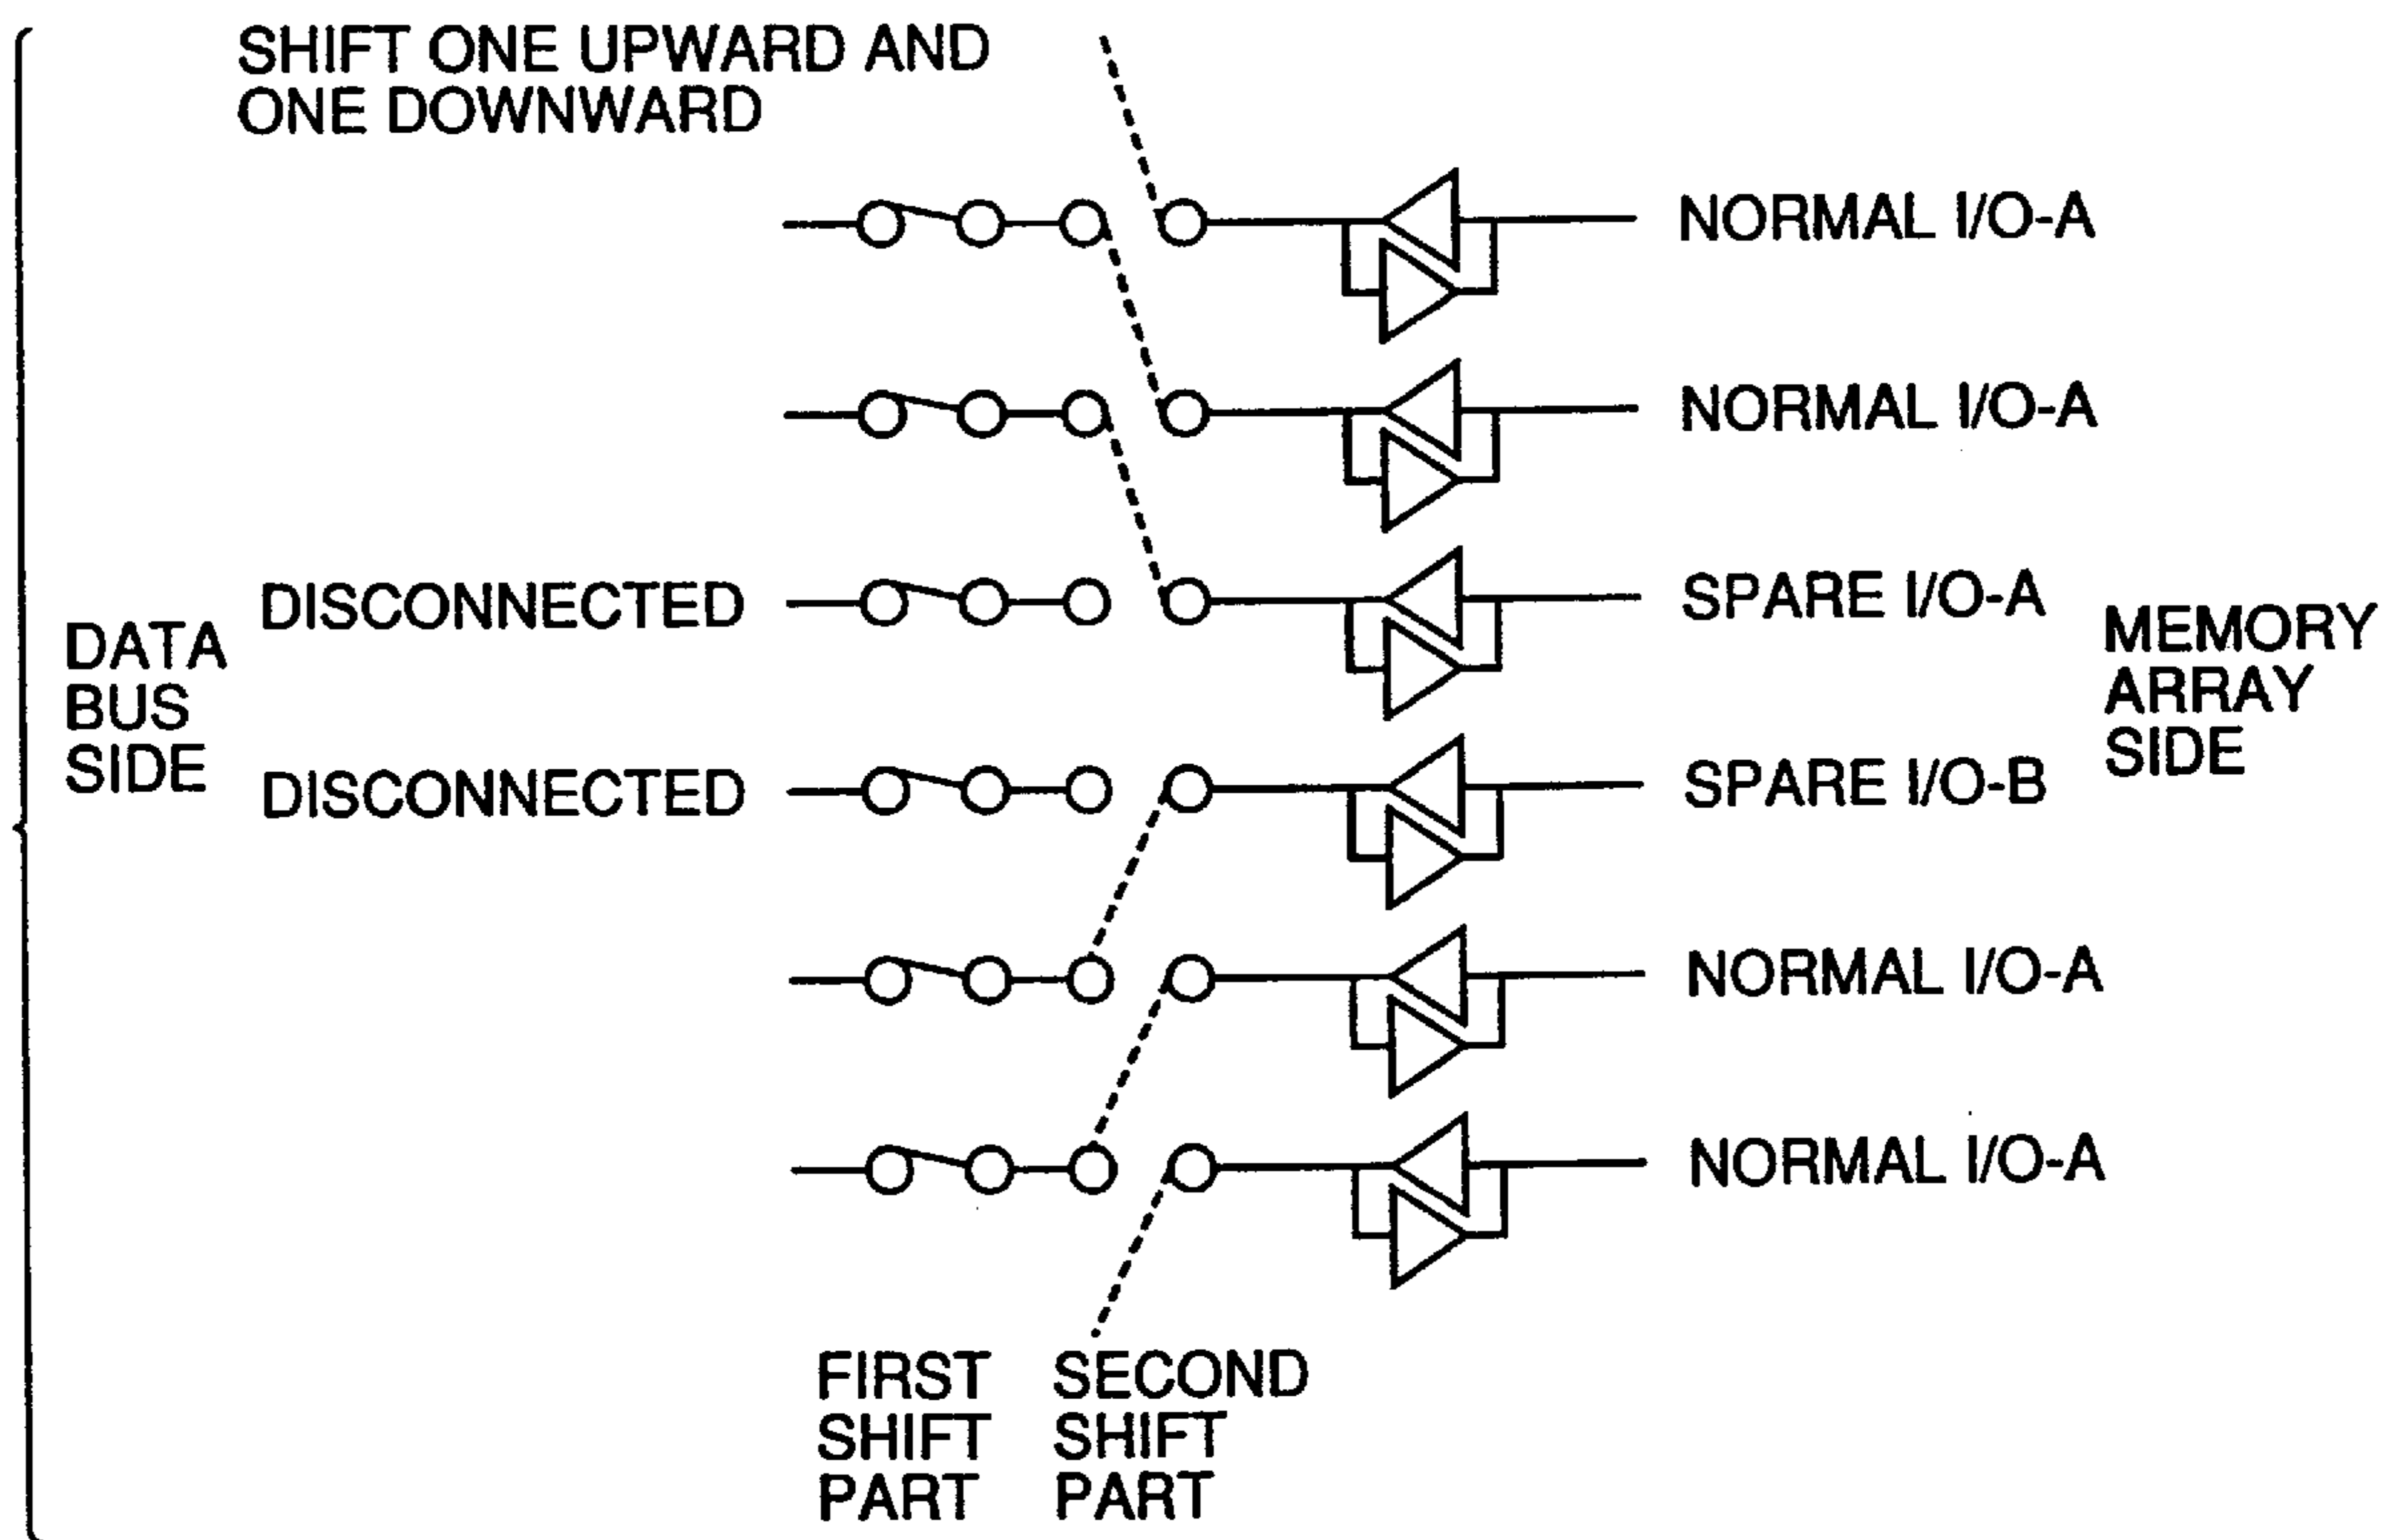 SHIFT ONE UPWARD AND
ONE DOWNWARD
NORMAL I/O-A
NORMAL I/O-A
DISCONNECTED
SPARE I/O-A
DATA
BUS
SIDE
MEMORY
ARRAY
SIDE
DISCONNECTED
SPARE I/O-B
NORMAL I/O-A
NORMAL I/O-A
FIRST
SHIFT
PART
SECOND
SHIFT
PART